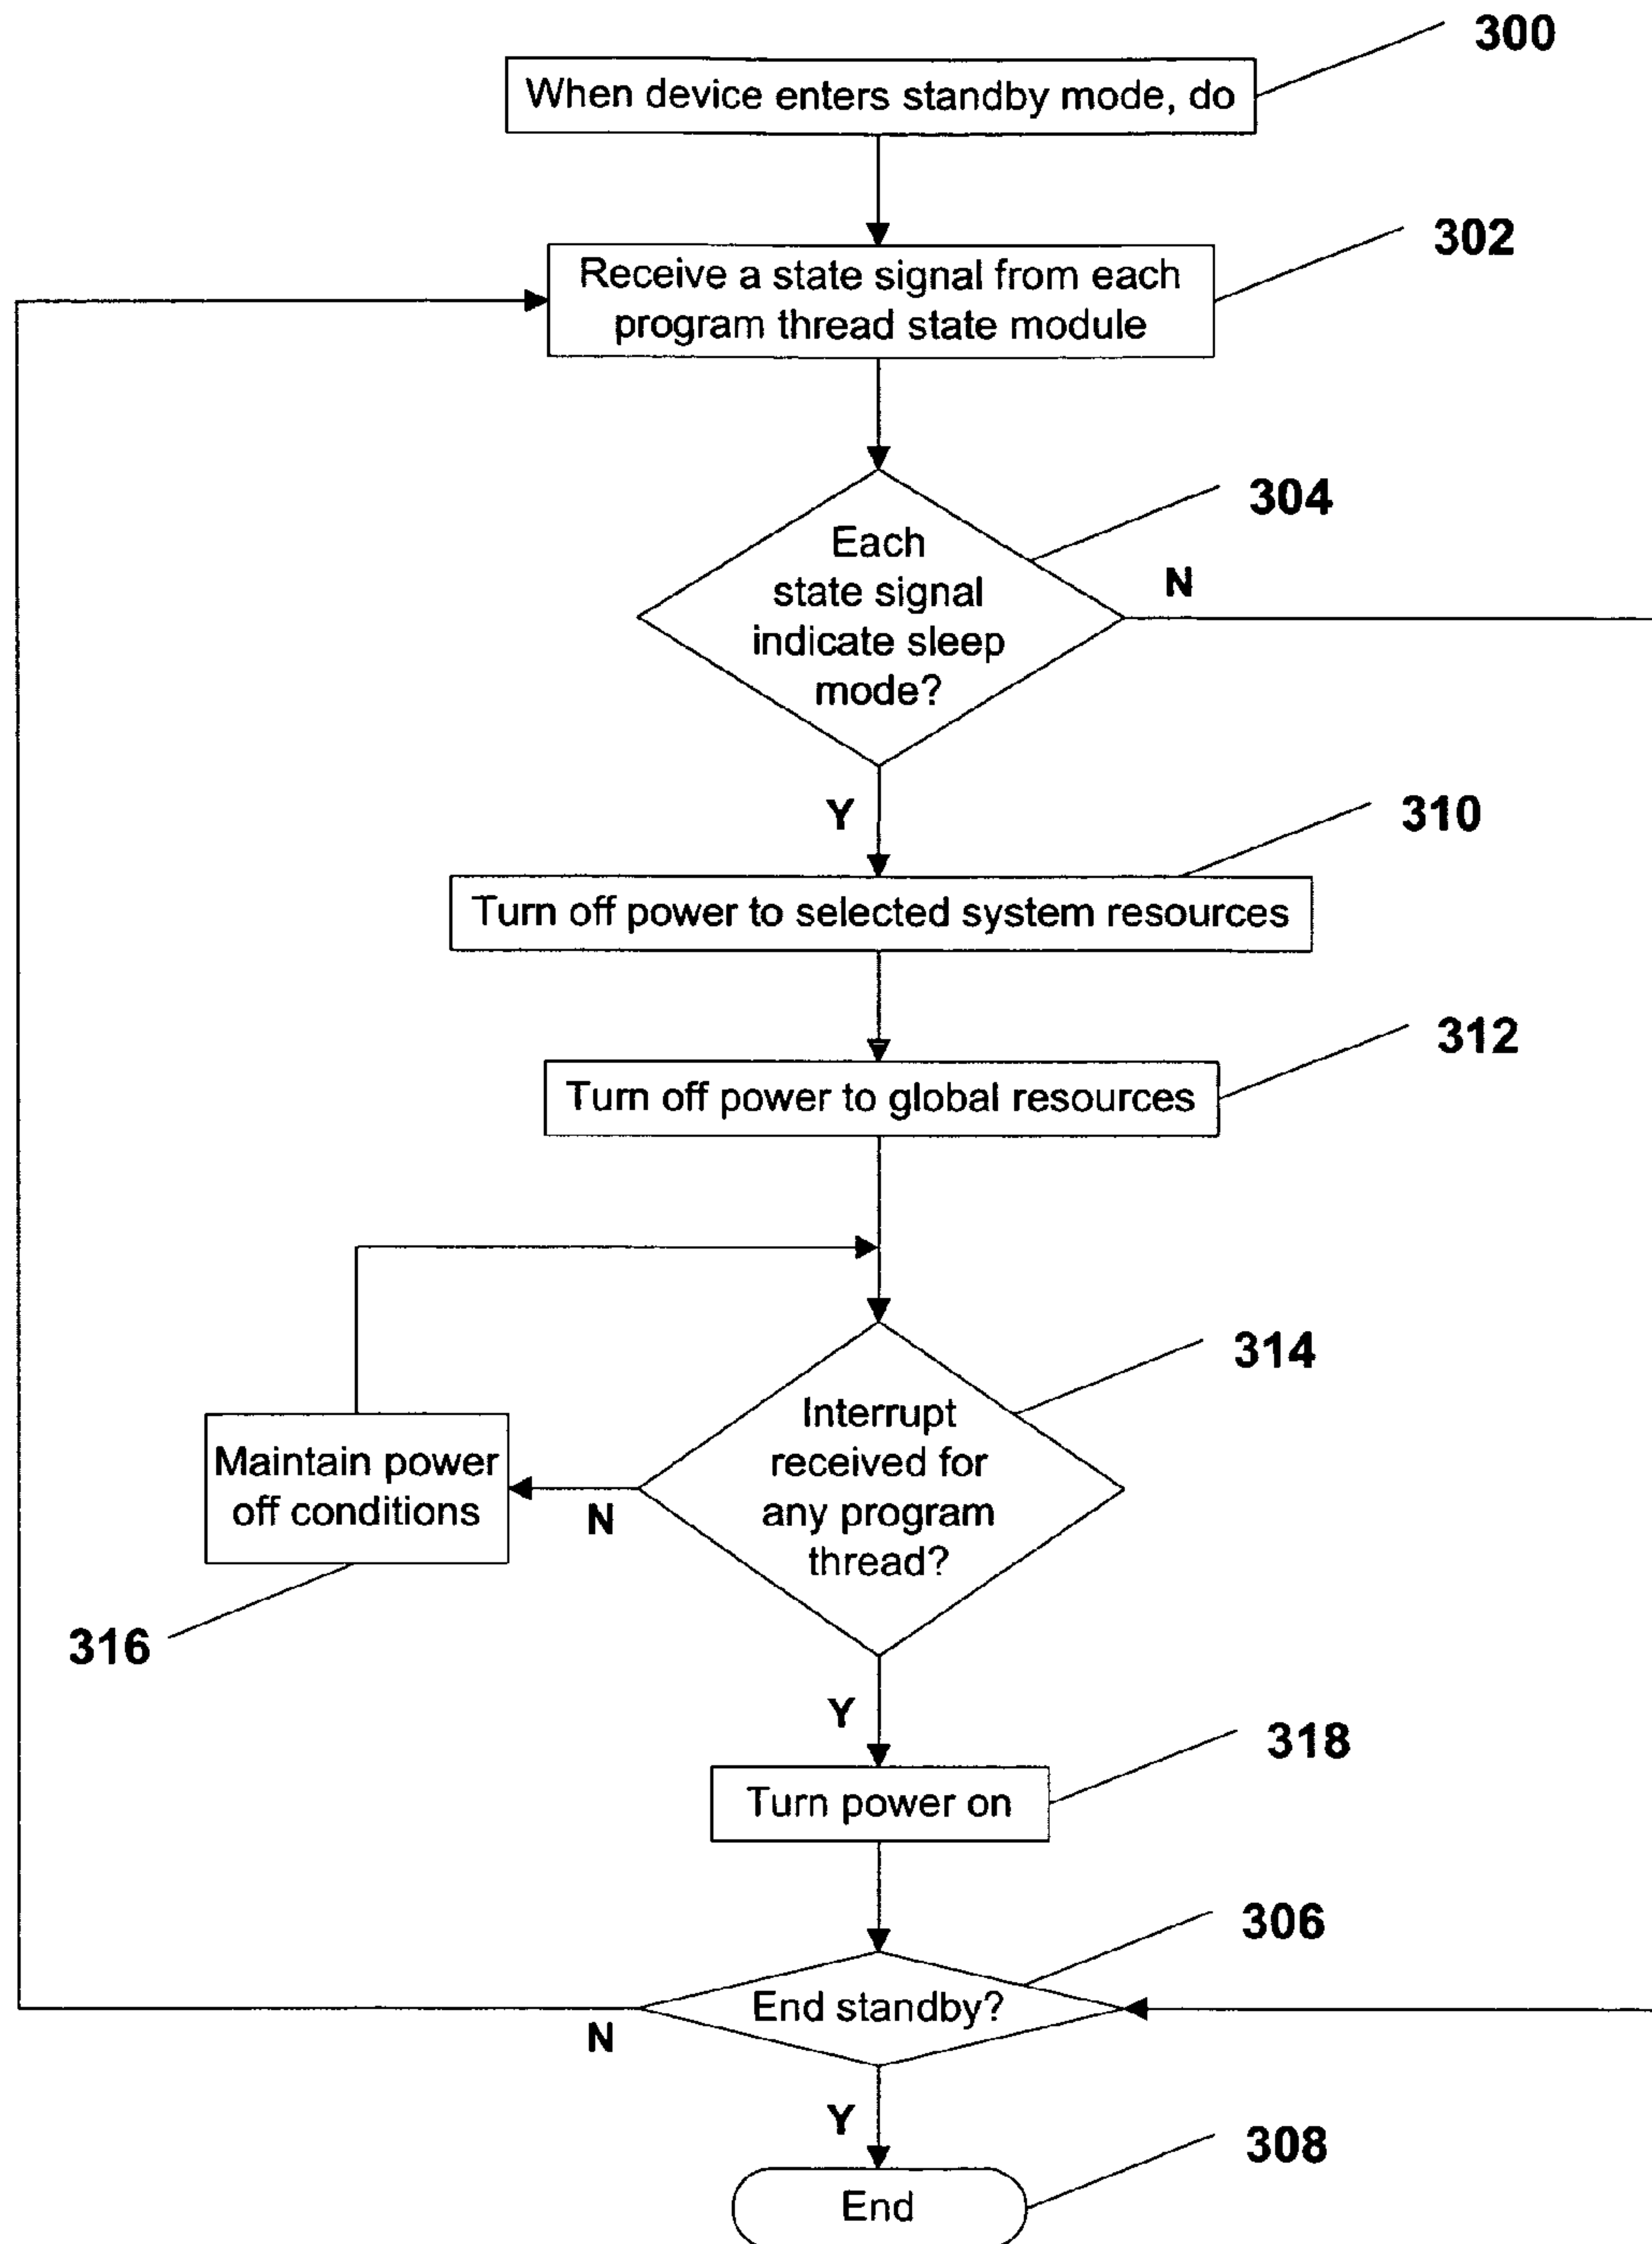 300
When device enters standby mode, do
302
Receive a state signal from each
program thread state module
304
Each
state signal
indicate sleep
mode?
N
Y
310
Turn off power to selected system resources
312
Turn off power to global resources
314
Interrupt
received for
any program
thread?
Maintain power
off conditions
N
316
Y
318
Turn power on
306
End standby?
N
Y
308
End